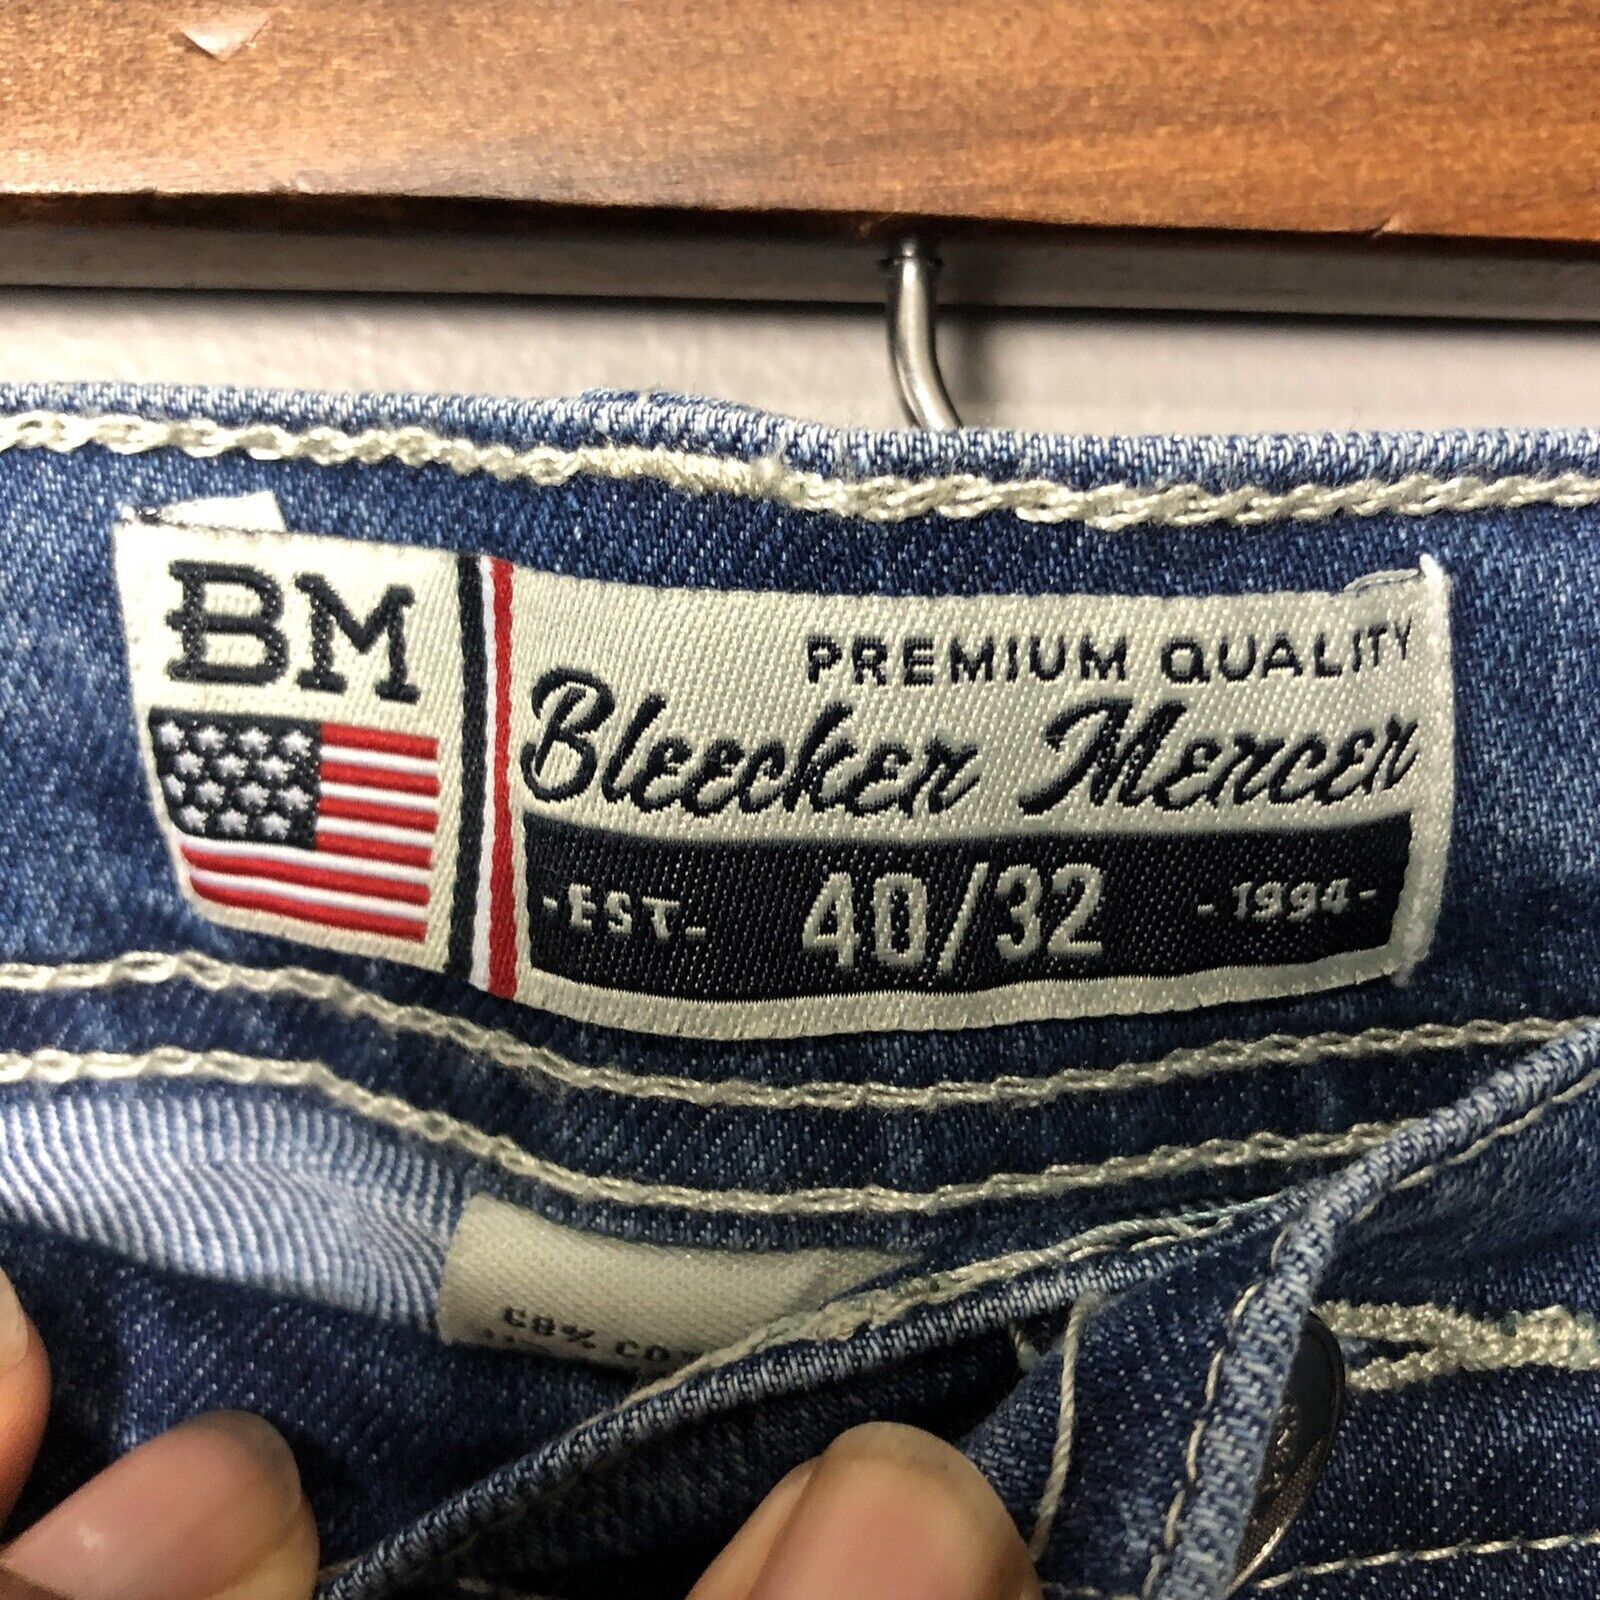 BM
PREMIUM QUALITY
Bleecker Mercer
-EST.- 40/32 -1994-